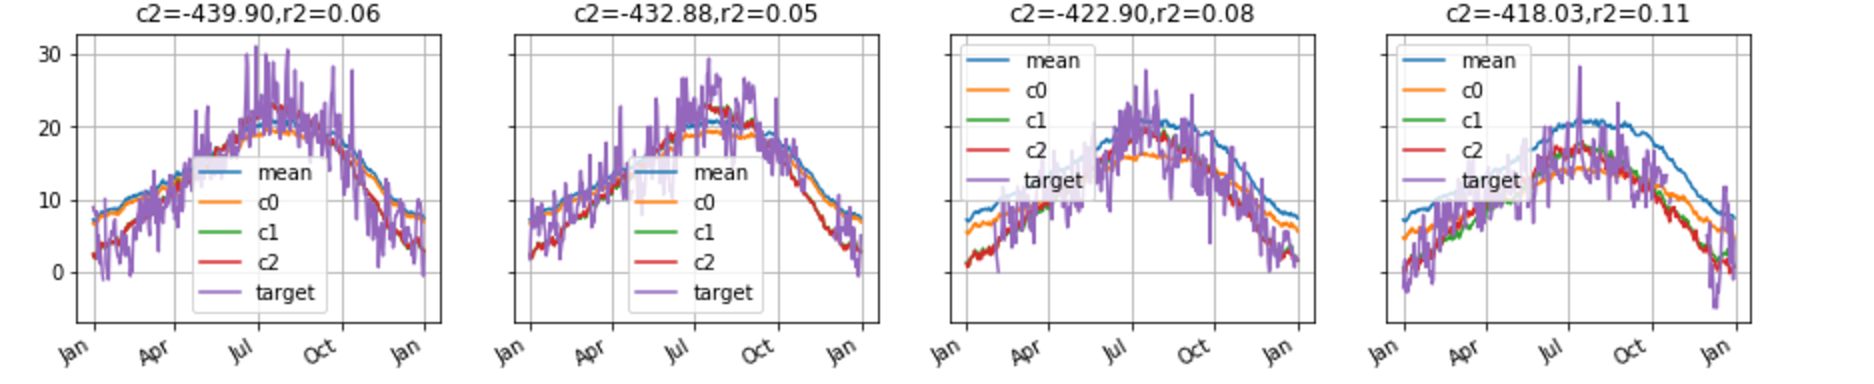 c2=-439.90,r2=0.06
c2=-432.88,r2=0.05
c2=-422.90,r2=0.08
c2=-418.03,r2=0.11
30
20
10
0
mean
c0
c1
c2
target
mean
c0
c1
c2
target
mean
c0
c1
c2
target
mean
c0
c1
c2
target
Jan
Apr
Jul
Oct
Jan
Jan
Apr
Jul
Oct
Jan
Jan
Apr
Jul
Oct
Jan
Jan
Apr
Jul
Oct
Jan